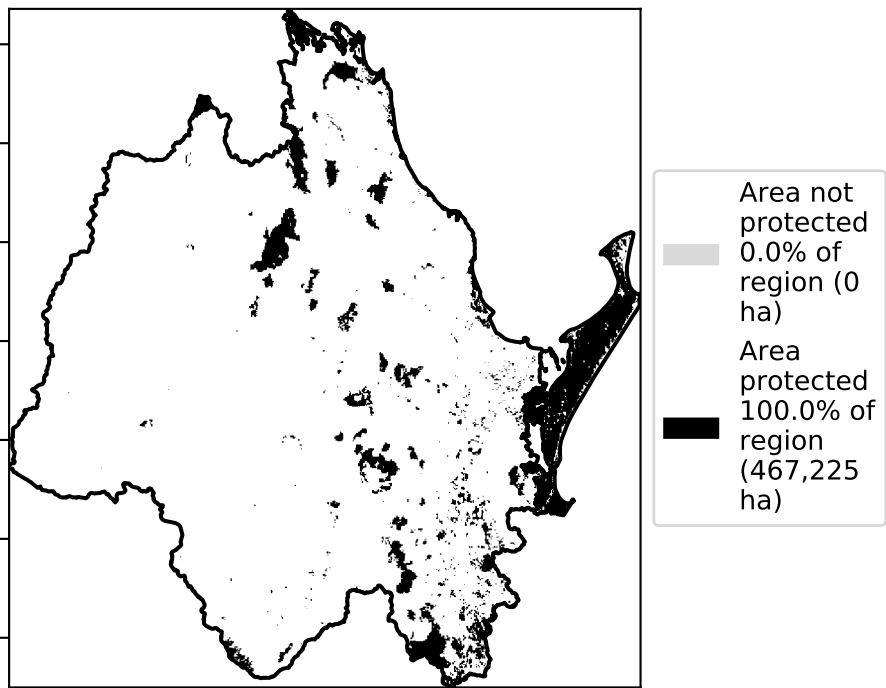 Area not
protected
0.0% of
region (0
ha)
Area
protected
100.0% of
region
(467,225
ha)